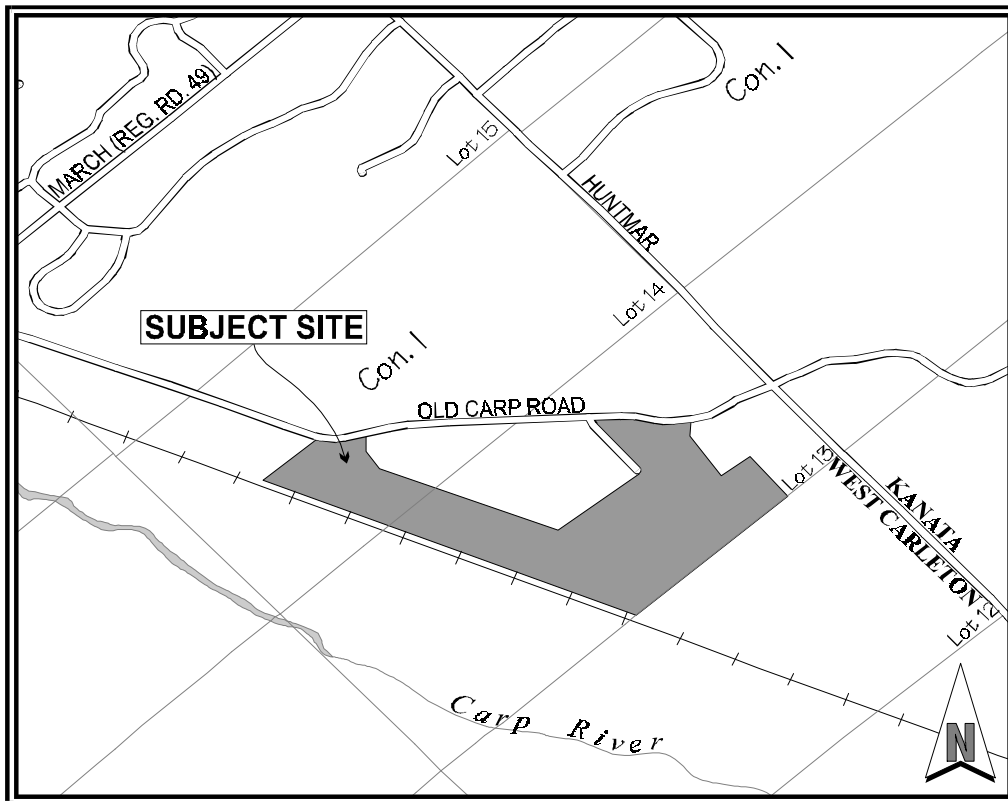 MARCH (REG. RD. 49)
Con. I
Lot 15
HUNTMAR
Lot 14
SUBJECT SITE
Con. I
OLD CARP ROAD
Lot 13
KANATA
WEST CARLETON
Lot 12
Carp River
N